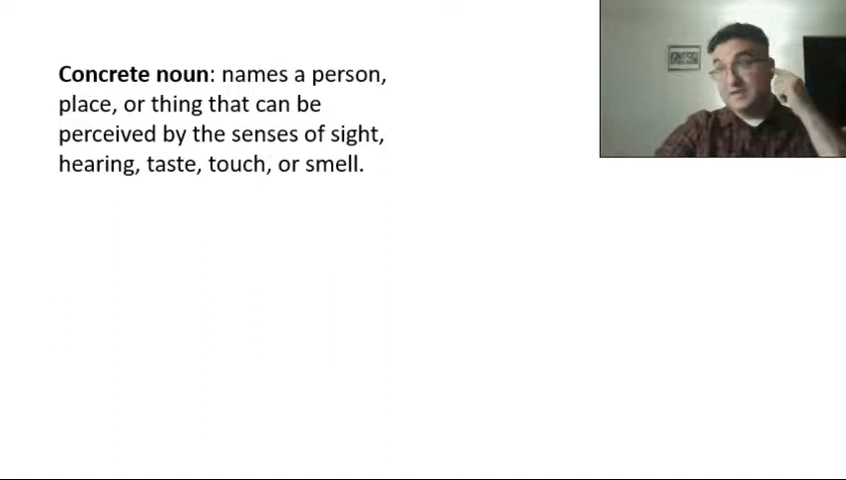 Concrete noun: names a person,
place, or thing that can be
perceived by the senses of sight,
hearing, taste, touch, or smell.